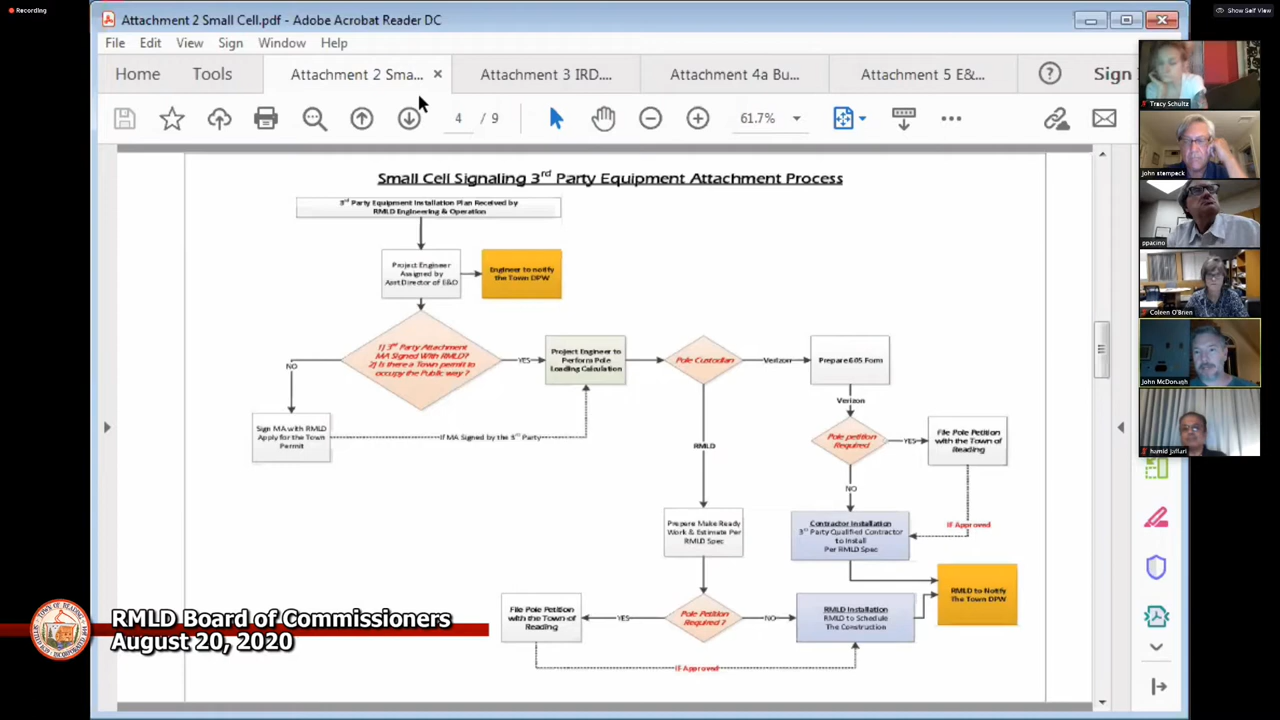 Recording
Show Self View
Attachment 2 Small Cell.pdf - Adobe Acrobat Reader DC
File Edit View Sign Window Help
Home Tools Attachment 2 Sma... × Attachment 3 IRD.... Attachment 4a Bu... Attachment 5 E&... Sign
4 / 9 61.7%
Small Cell Signaling 3rd Party Equipment Attachment Process
3rd Party Equipment Installation Plan Received by
RMLD Engineering & Operation
Project Engineer
Assigned by
Asst Director of E&O
Engineer to notify
the Town DPW
1) 3rd Party Attachment
MA Signed With RMLD?
2) Is there a Town permit to
occupy the Public way ?
NO
YES
Project Engineer to
Perform Pole
Loading Calculation
Pole Custodian
Verizon
Prepare 605 Form
Sign MA with RMLD
Apply for the Town
Permit
If MA Signed by the 3rd Party
RMLD
Verizon
Pole petition
Required
YES
File Pole Petition
with the Town of
Reading
NO
If Approved
Prepare Make Ready
Work & Estimate Per
RMLD Spec
Contractor Installation
3rd Party Qualified Contractor
to Install
Per RMLD Spec
RMLD to Notify
The Town DPW
File Pole Petition
with the Town of
Reading
YES
Pole Petition
Required ?
NO
RMLD Installation
RMLD to Schedule
The Construction
If Approved
RMLD Board of Commissioners
August 20, 2020
Tracy Schultz
john stempeck
ppacino
Coleen O'Brien
John McDonagh
hamid jaffari